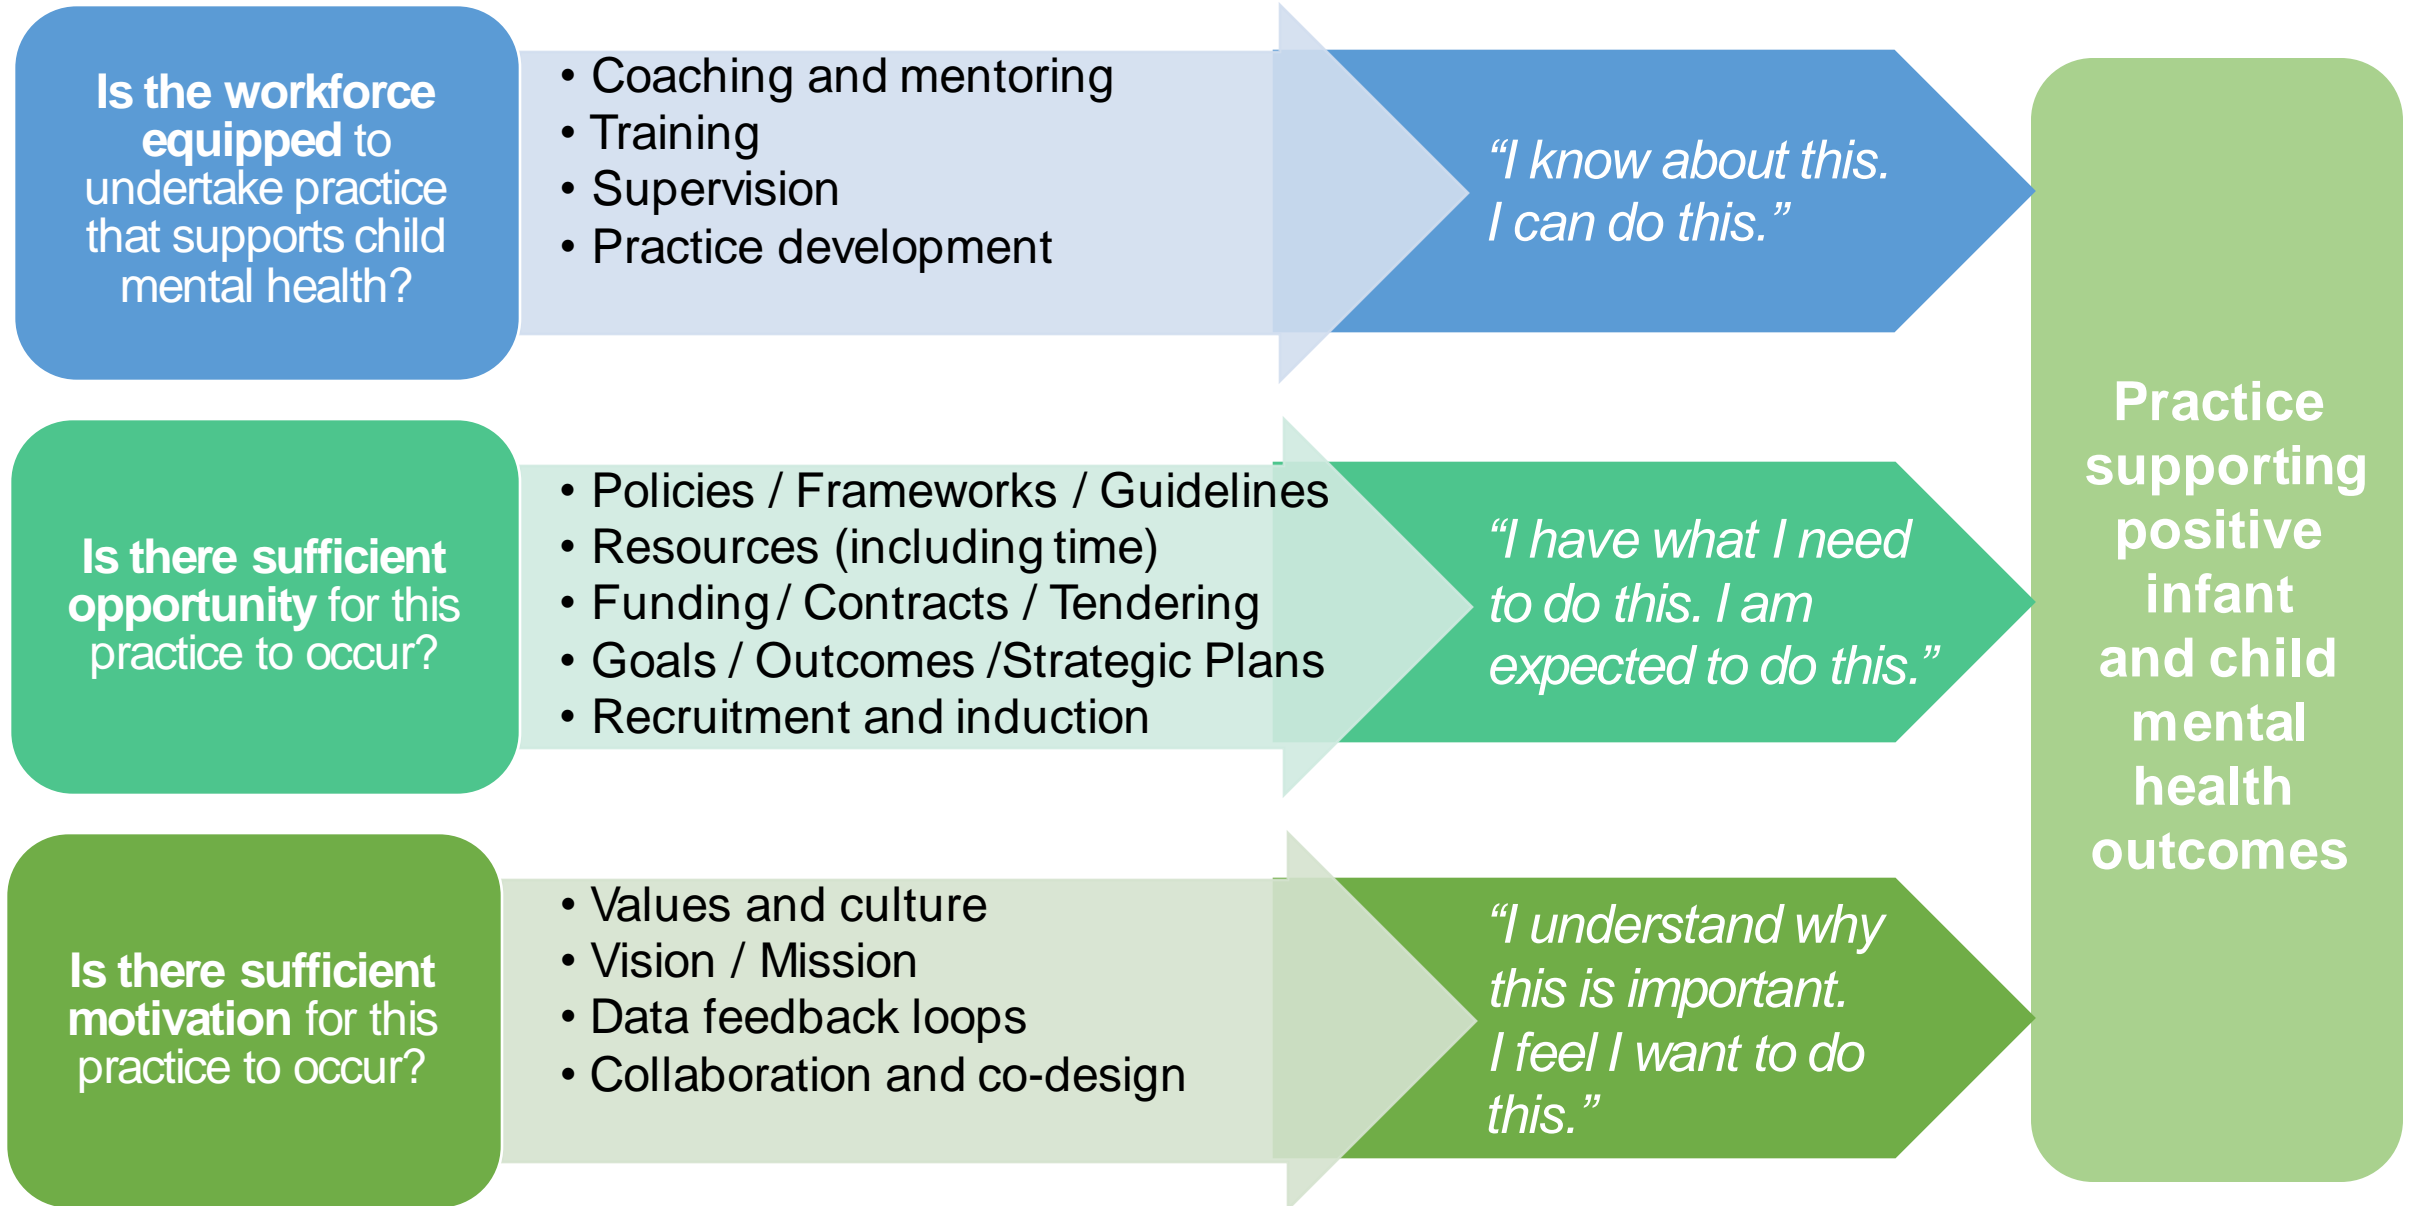 Is the workforce
equipped to
undertake practice
that supports child
mental health?
• Coaching and mentoring
• Training
• Supervision
• Practice development
“I know about this.
I can do this.”
Is there sufficient
opportunity for this
practice to occur?
• Policies / Frameworks / Guidelines
• Resources (including time)
• Funding / Contracts / Tendering
• Goals / Outcomes /Strategic Plans
• Recruitment and induction
“I have what I need
to do this. I am
expected to do this.”
Is there sufficient
motivation for this
practice to occur?
• Values and culture
• Vision / Mission
• Data feedback loops
• Collaboration and co-design
“I understand why
this is important.
I feel I want to do
this.”
Practice
supporting
positive
infant
and child
mental
health
outcomes